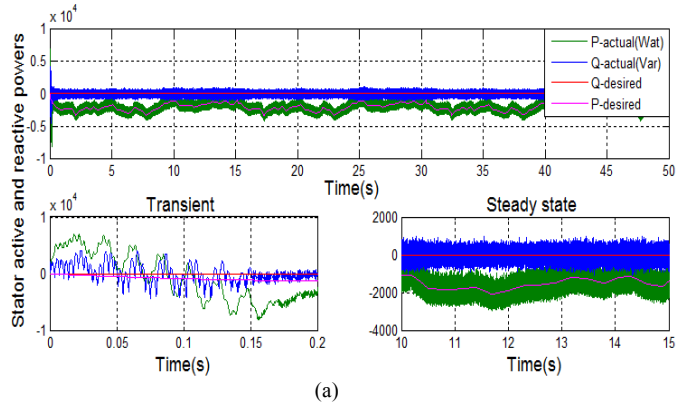 x 10^4
1
0.5
0
-0.5
-1
0 5 10 15 20 25 30 35 40 45 50
Time(s)
P-actual(Wat)
Q-actual(Var)
Q-desired
P-desired
Stator active and reactive powers
x 10^4
Transient
1
0
-1
0 0.05 0.1 0.15 0.2
Time(s)
Steady state
2000
0
-2000
-4000
10 11 12 13 14 15
Time(s)
(a)